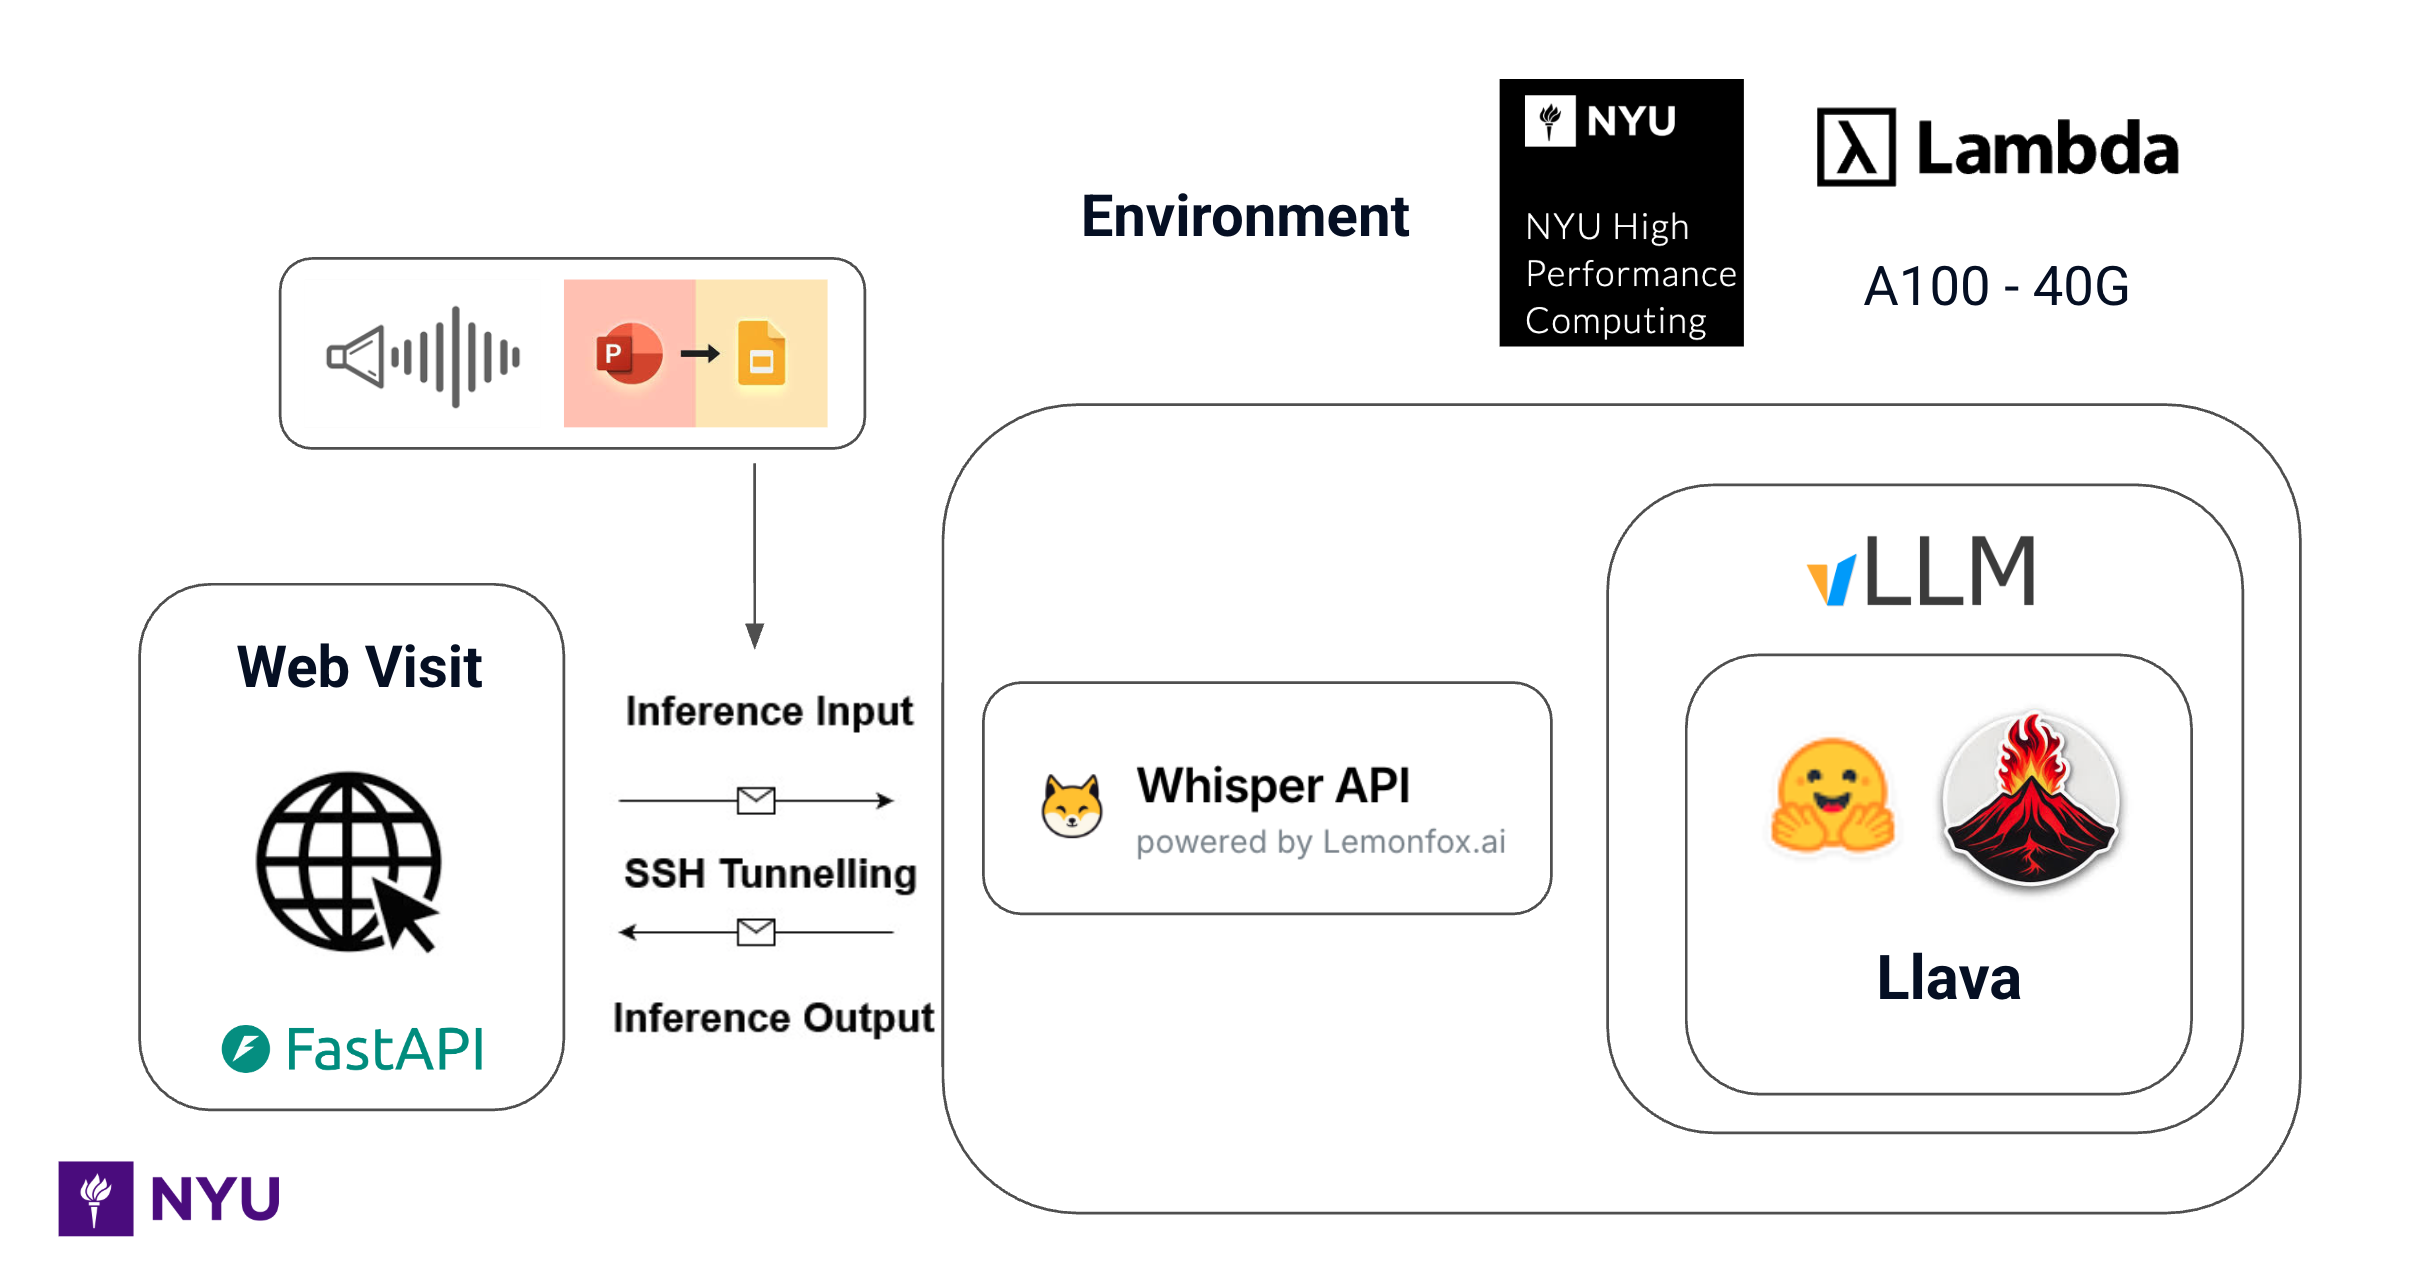 NYU
NYU High
Performance
Computing
Lambda
Environment
A100 - 40G
P
vLLM
Web Visit
Inference Input
Whisper API
powered by Lemonfox.ai
SSH Tunnelling
Llava
Inference Output
FastAPI
NYU